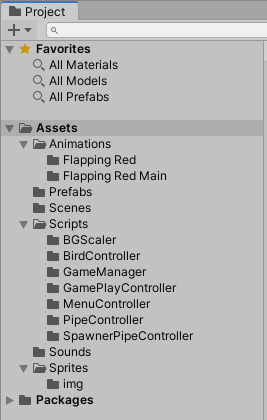 Project
Favorites
All Materials
All Models
All Prefabs
Assets
Animations
Flapping Red
Flapping Red Main
Prefabs
Scenes
Scripts
BGScaler
BirdController
GameManager
GamePlayController
MenuController
PipeController
SpawnerPipeController
Sounds
Sprites
img
Packages